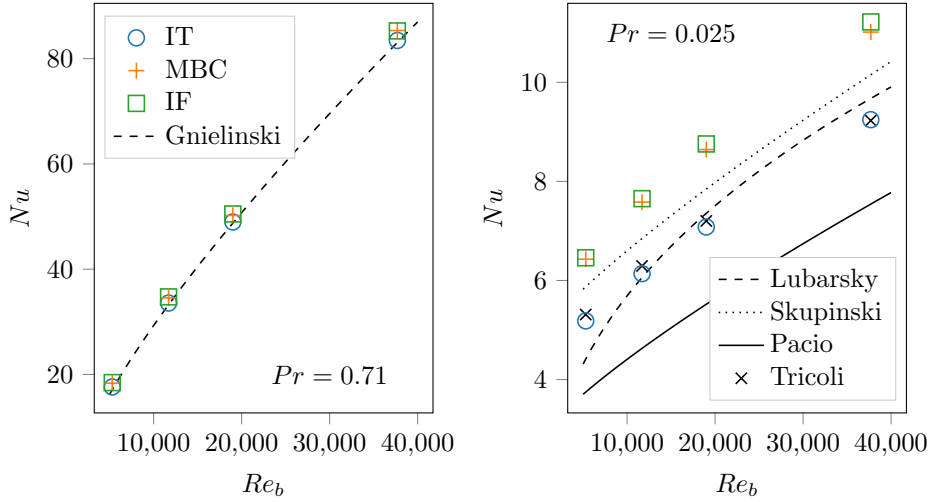 Nu
80
60
40
20
IT
MBC
IF
Gnielinski
Pr = 0.71
10,000 20,000 30,000 40,000
Re_b
Nu
10
8
6
4
Pr = 0.025
Lubarsky
Skupinski
Pacio
Tricoli
10,000 20,000 30,000 40,000
Re_b